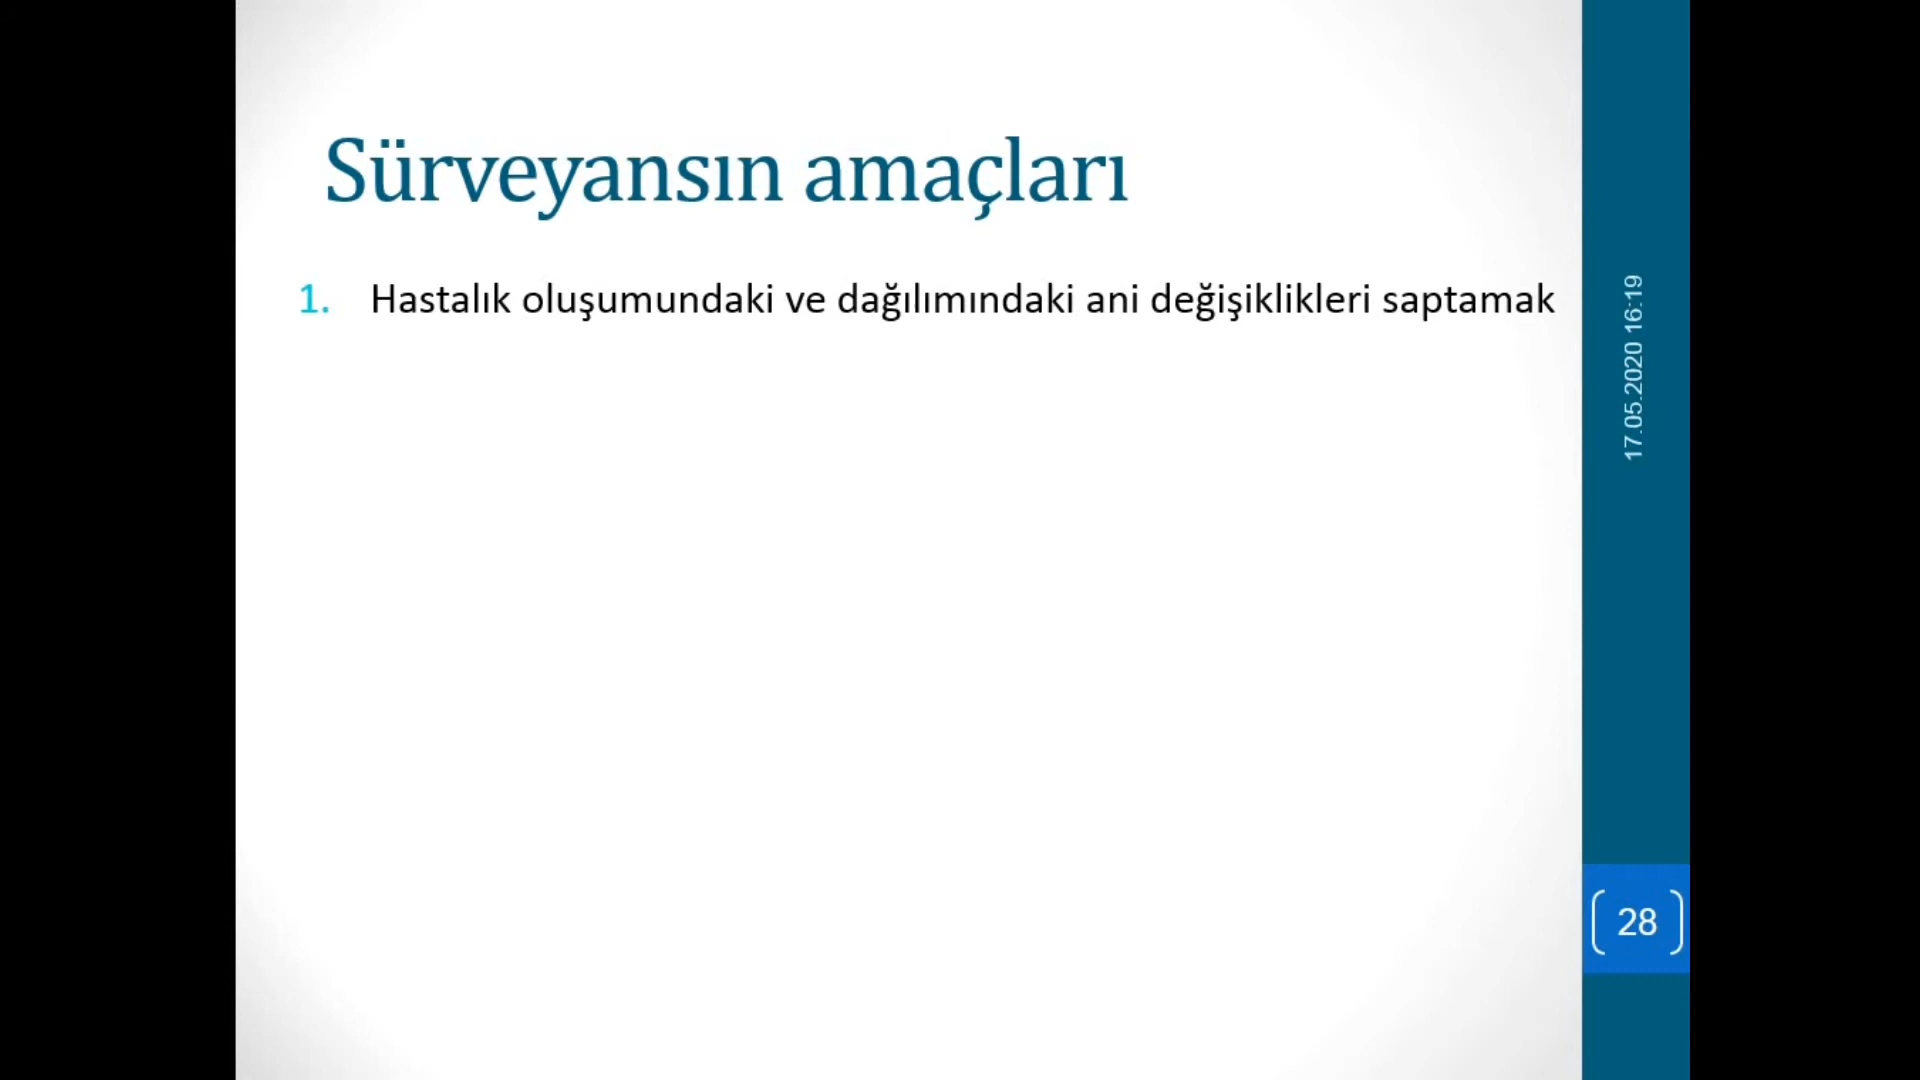 Sürveyansın amaçları
1. Hastalık oluşumundaki ve dağılımındaki ani değişiklikleri saptamak
17.05.2020 16:19
28